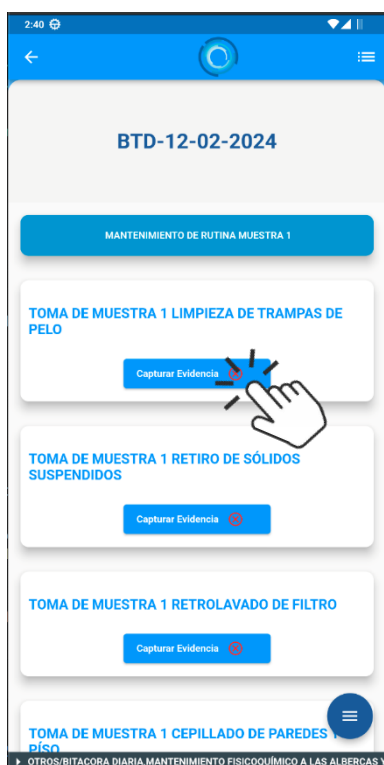 2:40
BTD-12-02-2024
MANTENIMIENTO DE RUTINA MUESTRA 1
TOMA DE MUESTRA 1 LIMPIEZA DE TRAMPAS DE
PELO
Capturar Evidencia
TOMA DE MUESTRA 1 RETIRO DE SÓLIDOS
SUSPENDIDOS
Capturar Evidencia
TOMA DE MUESTRA 1 RETROLAVADO DE FILTRO
Capturar Evidencia
TOMA DE MUESTRA 1 CEPILLADO DE PAREDES Y
PÍSO
OTROS/BITACORA DIARIA,MANTENIMIENTO FISICOQUÍMICO A LAS ALBERCAS Y